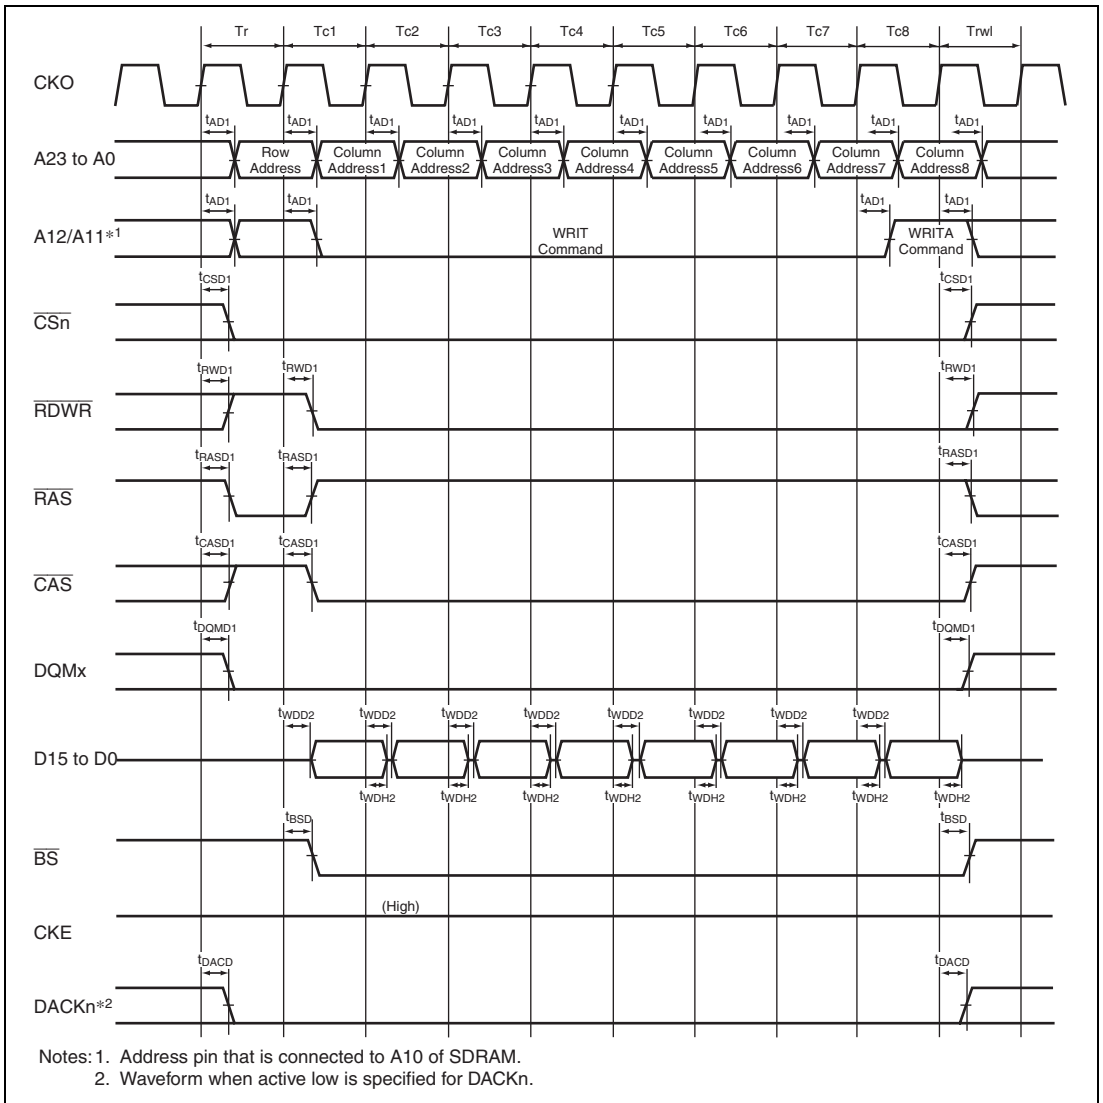 Tr Tc1 Tc2 Tc3 Tc4 Tc5 Tc6 Tc7 Tc8 Trwl
CKO
tAD1 tAD1 tAD1 tAD1 tAD1 tAD1 tAD1 tAD1 tAD1 tAD1
A23 to A0
Row Address
Column Address1
Column Address2
Column Address3
Column Address4
Column Address5
Column Address6
Column Address7
Column Address8
tAD1 tAD1 tAD1 tAD1
A12/A11*1
WRIT Command
WRITA Command
tCSD1 tCSD1
CSn
tRWD1 tRWD1 tRWD1
RDWR
tRASD1 tRASD1 tRASD1
RAS
tCASD1 tCASD1 tCASD1
CAS
tDQMD1 tDQMD1
DQMx
tWDD2 tWDD2 tWDD2 tWDD2 tWDD2 tWDD2 tWDD2 tWDD2
D15 to D0
tWDH2 tWDH2 tWDH2 tWDH2 tWDH2 tWDH2 tWDH2 tWDH2
tBSD tBSD
BS
(High)
CKE
tDACD tDACD
DACKn*2
Notes: 1. Address pin that is connected to A10 of SDRAM.
2. Waveform when active low is specified for DACKn.